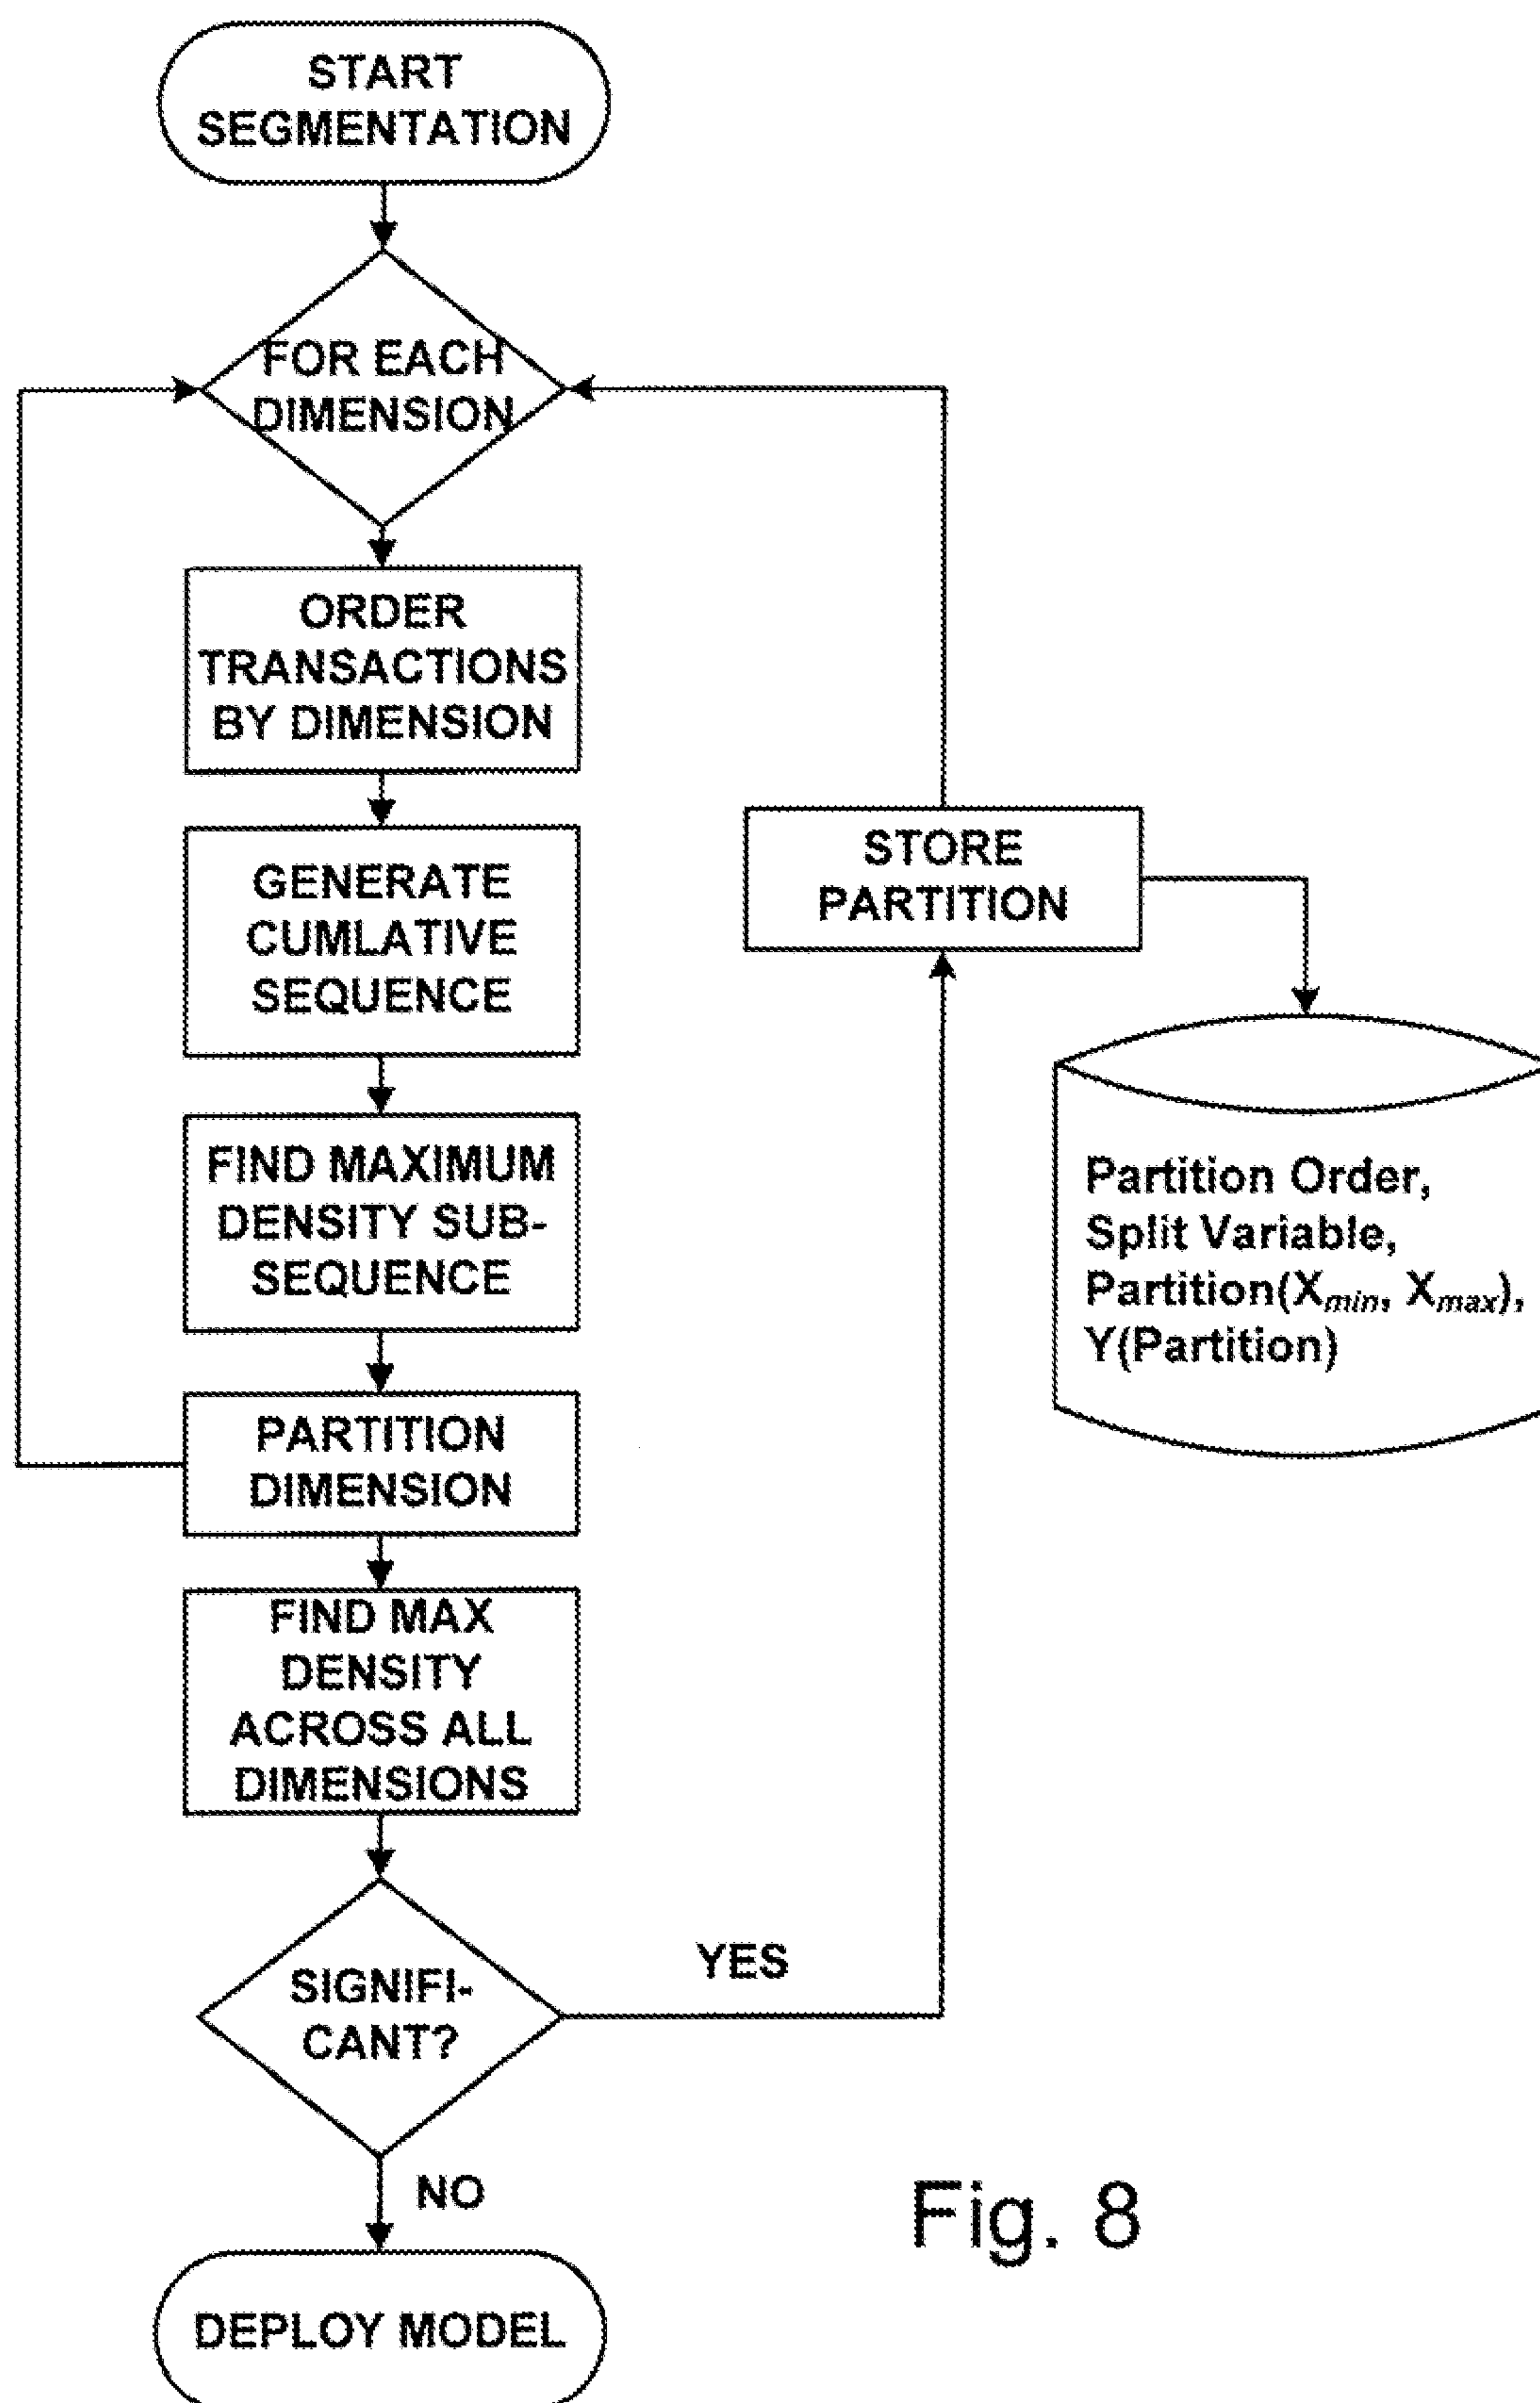 START
SEGMENTATION
FOR EACH
DIMENSION
ORDER
TRANSACTIONS
BY DIMENSION
GENERATE
CUMLATIVE
SEQUENCE
FIND MAXIMUM
DENSITY SUB-
SEQUENCE
PARTITION
DIMENSION
FIND MAX
DENSITY
ACROSS ALL
DIMENSIONS
SIGNIFI-
CANT?
YES
NO
DEPLOY MODEL
STORE
PARTITION
Partition Order,
Split Variable,
Partition(Xmin, Xmax),
Y(Partition)
Fig. 8